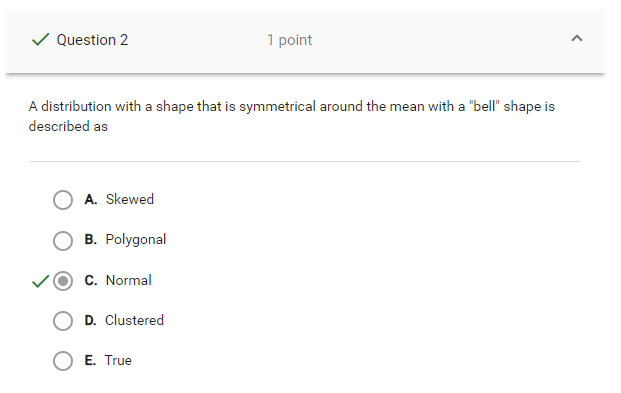 Question 2 1 point
A distribution with a shape that is symmetrical around the mean with a "bell" shape is
described as
A. Skewed
B. Polygonal
C. Normal
D. Clustered
E. True